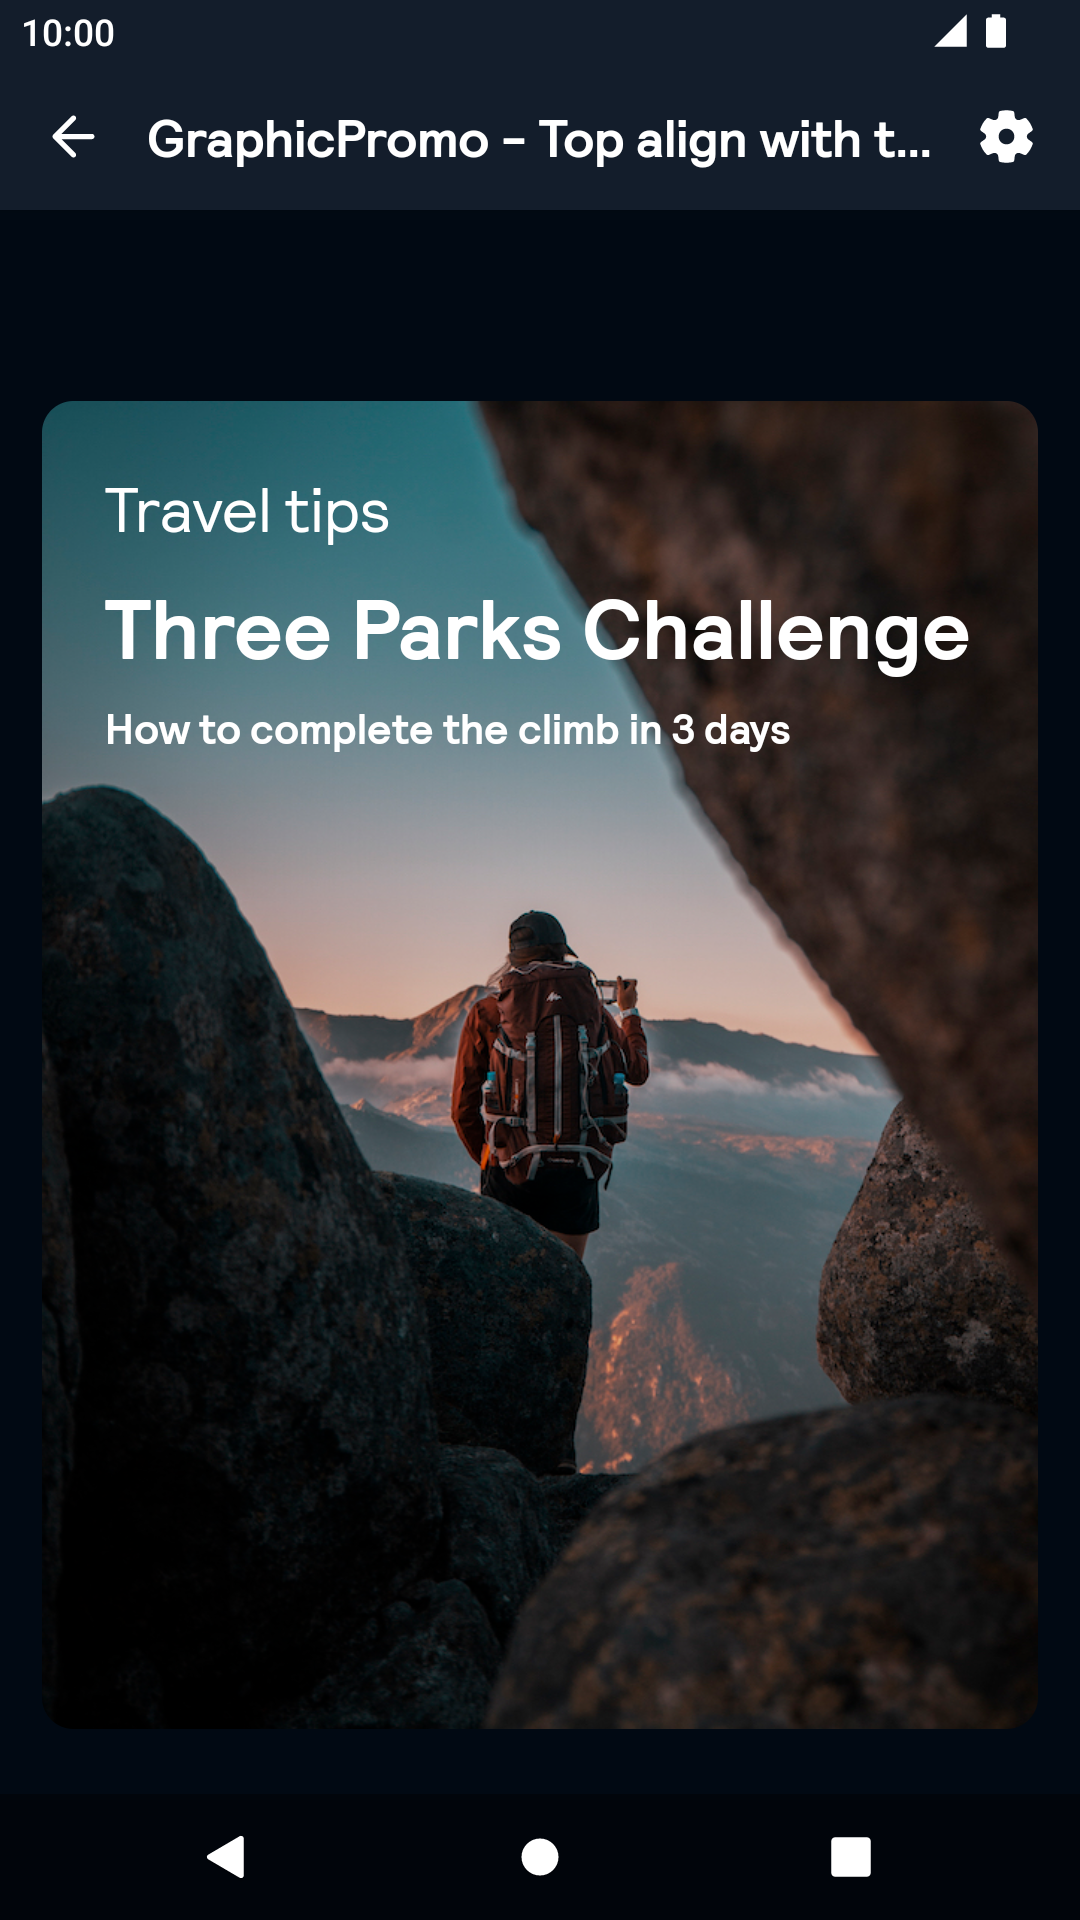 10:00
GraphicPromo - Top align with t...
Travel tips
Three Parks Challenge
How to complete the climb in 3 days